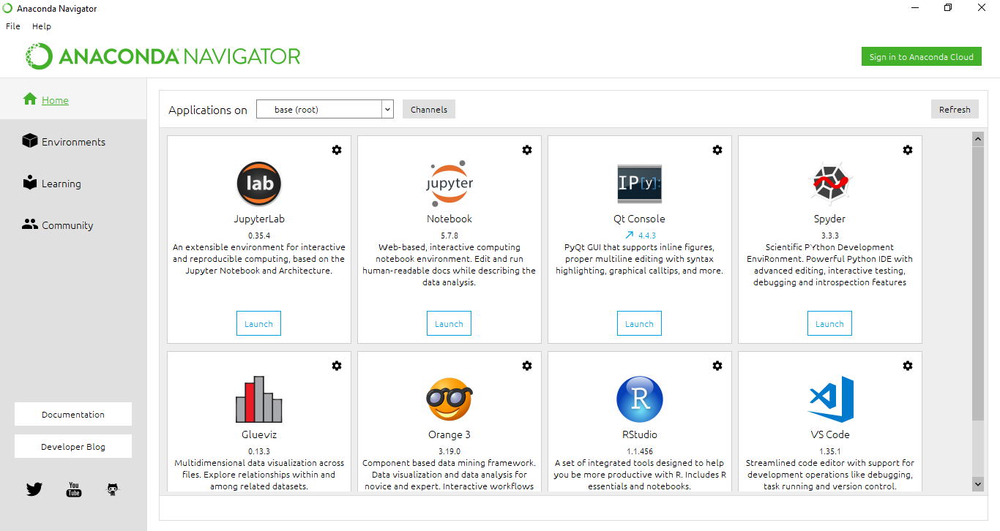 Anaconda Navigator
File Help
ANACONDA NAVIGATOR
Sign in to Anaconda Cloud
Home
Environments
Learning
Community
Documentation
Developer Blog
You
Tube
Applications on
base (root)
Channels
Refresh
lab
JupyterLab
0.35.4
An extensible environment for interactive
and reproducible computing, based on the
Jupyter Notebook and Architecture.
Launch
jupyter
Notebook
5.7.8
Web-based, interactive computing
notebook environment. Edit and run
human-readable docs while describing the
data analysis.
Launch
IP[y]:
Qt Console
4.4.3
PyQt GUI that supports inline figures,
proper multiline editing with syntax
highlighting, graphical calltips, and more.
Launch
Spyder
3.3.3
Scientific PYthon Development
EnviRonment. Powerful Python IDE with
advanced editing, interactive testing,
debugging and introspection features
Launch
Glueviz
0.13.3
Multidimensional data visualization across
files. Explore relationships within and
among related datasets.
Orange 3
3.19.0
Component based data mining framework.
Data visualization and data analysis for
novice and expert. Interactive workflows
R
RStudio
1.1.456
A set of integrated tools designed to help
you be more productive with R. Includes R
essentials and notebooks.
VS Code
1.35.1
Streamlined code editor with support for
development operations like debugging,
task running and version control.